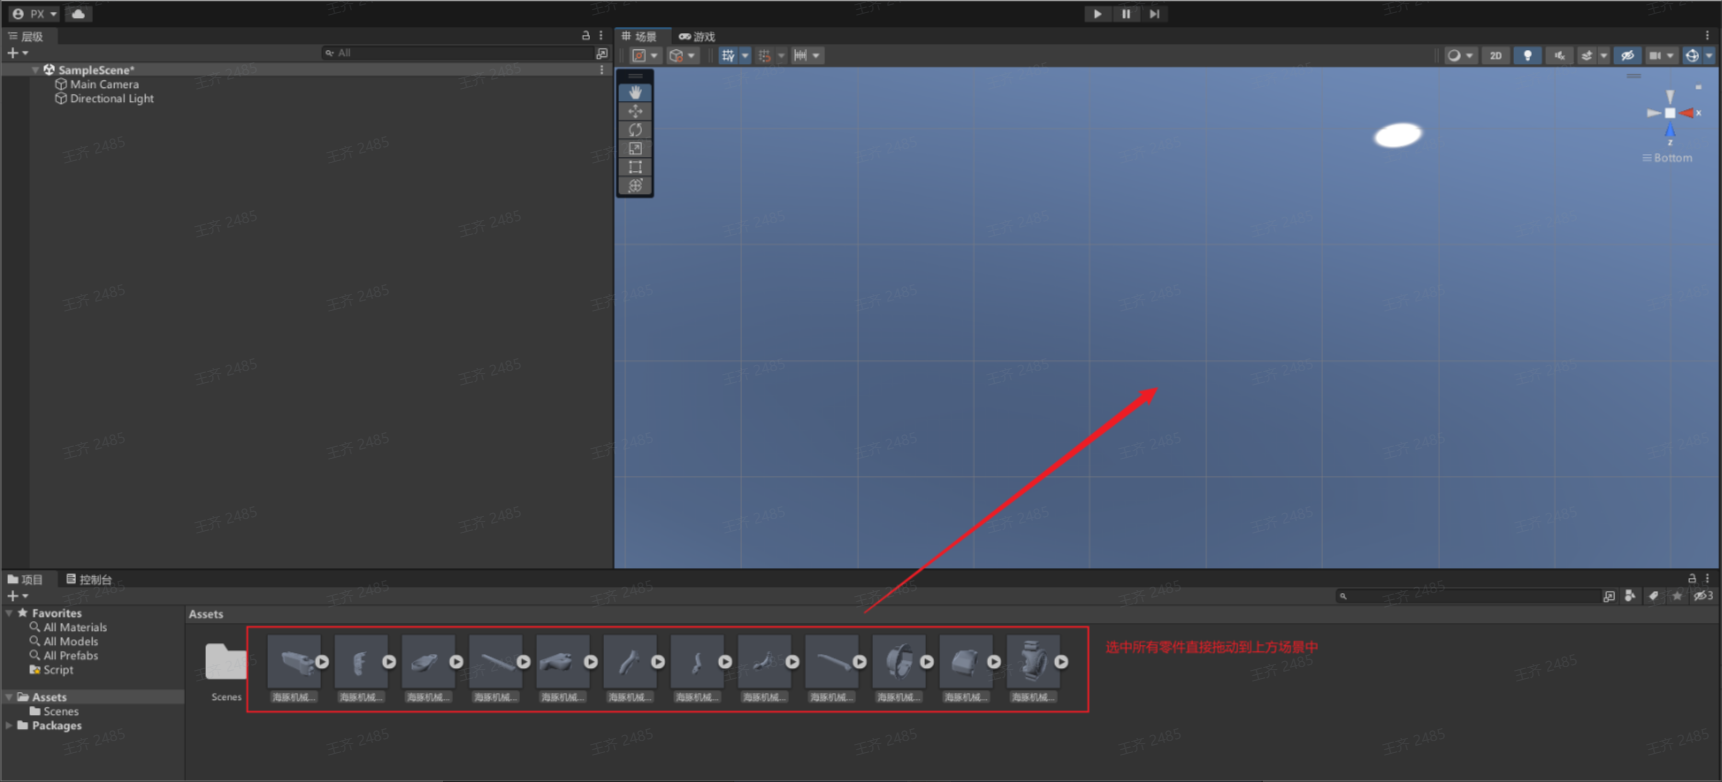 PX
层级
All
SampleScene*
Main Camera
Directional Light
场景
游戏
2D
x
z
Bottom
项目
控制台
3
Favorites
All Materials
All Models
All Prefabs
Script
Assets
Scenes
Packages
Assets
Scenes
海豚机械...
海豚机械...
海豚机械...
海豚机械...
海豚机械...
海豚机械...
海豚机械...
海豚机械...
海豚机械...
海豚机械...
海豚机械...
海豚机械...
选中所有零件直接拖动到上方场景中
王齐 2485